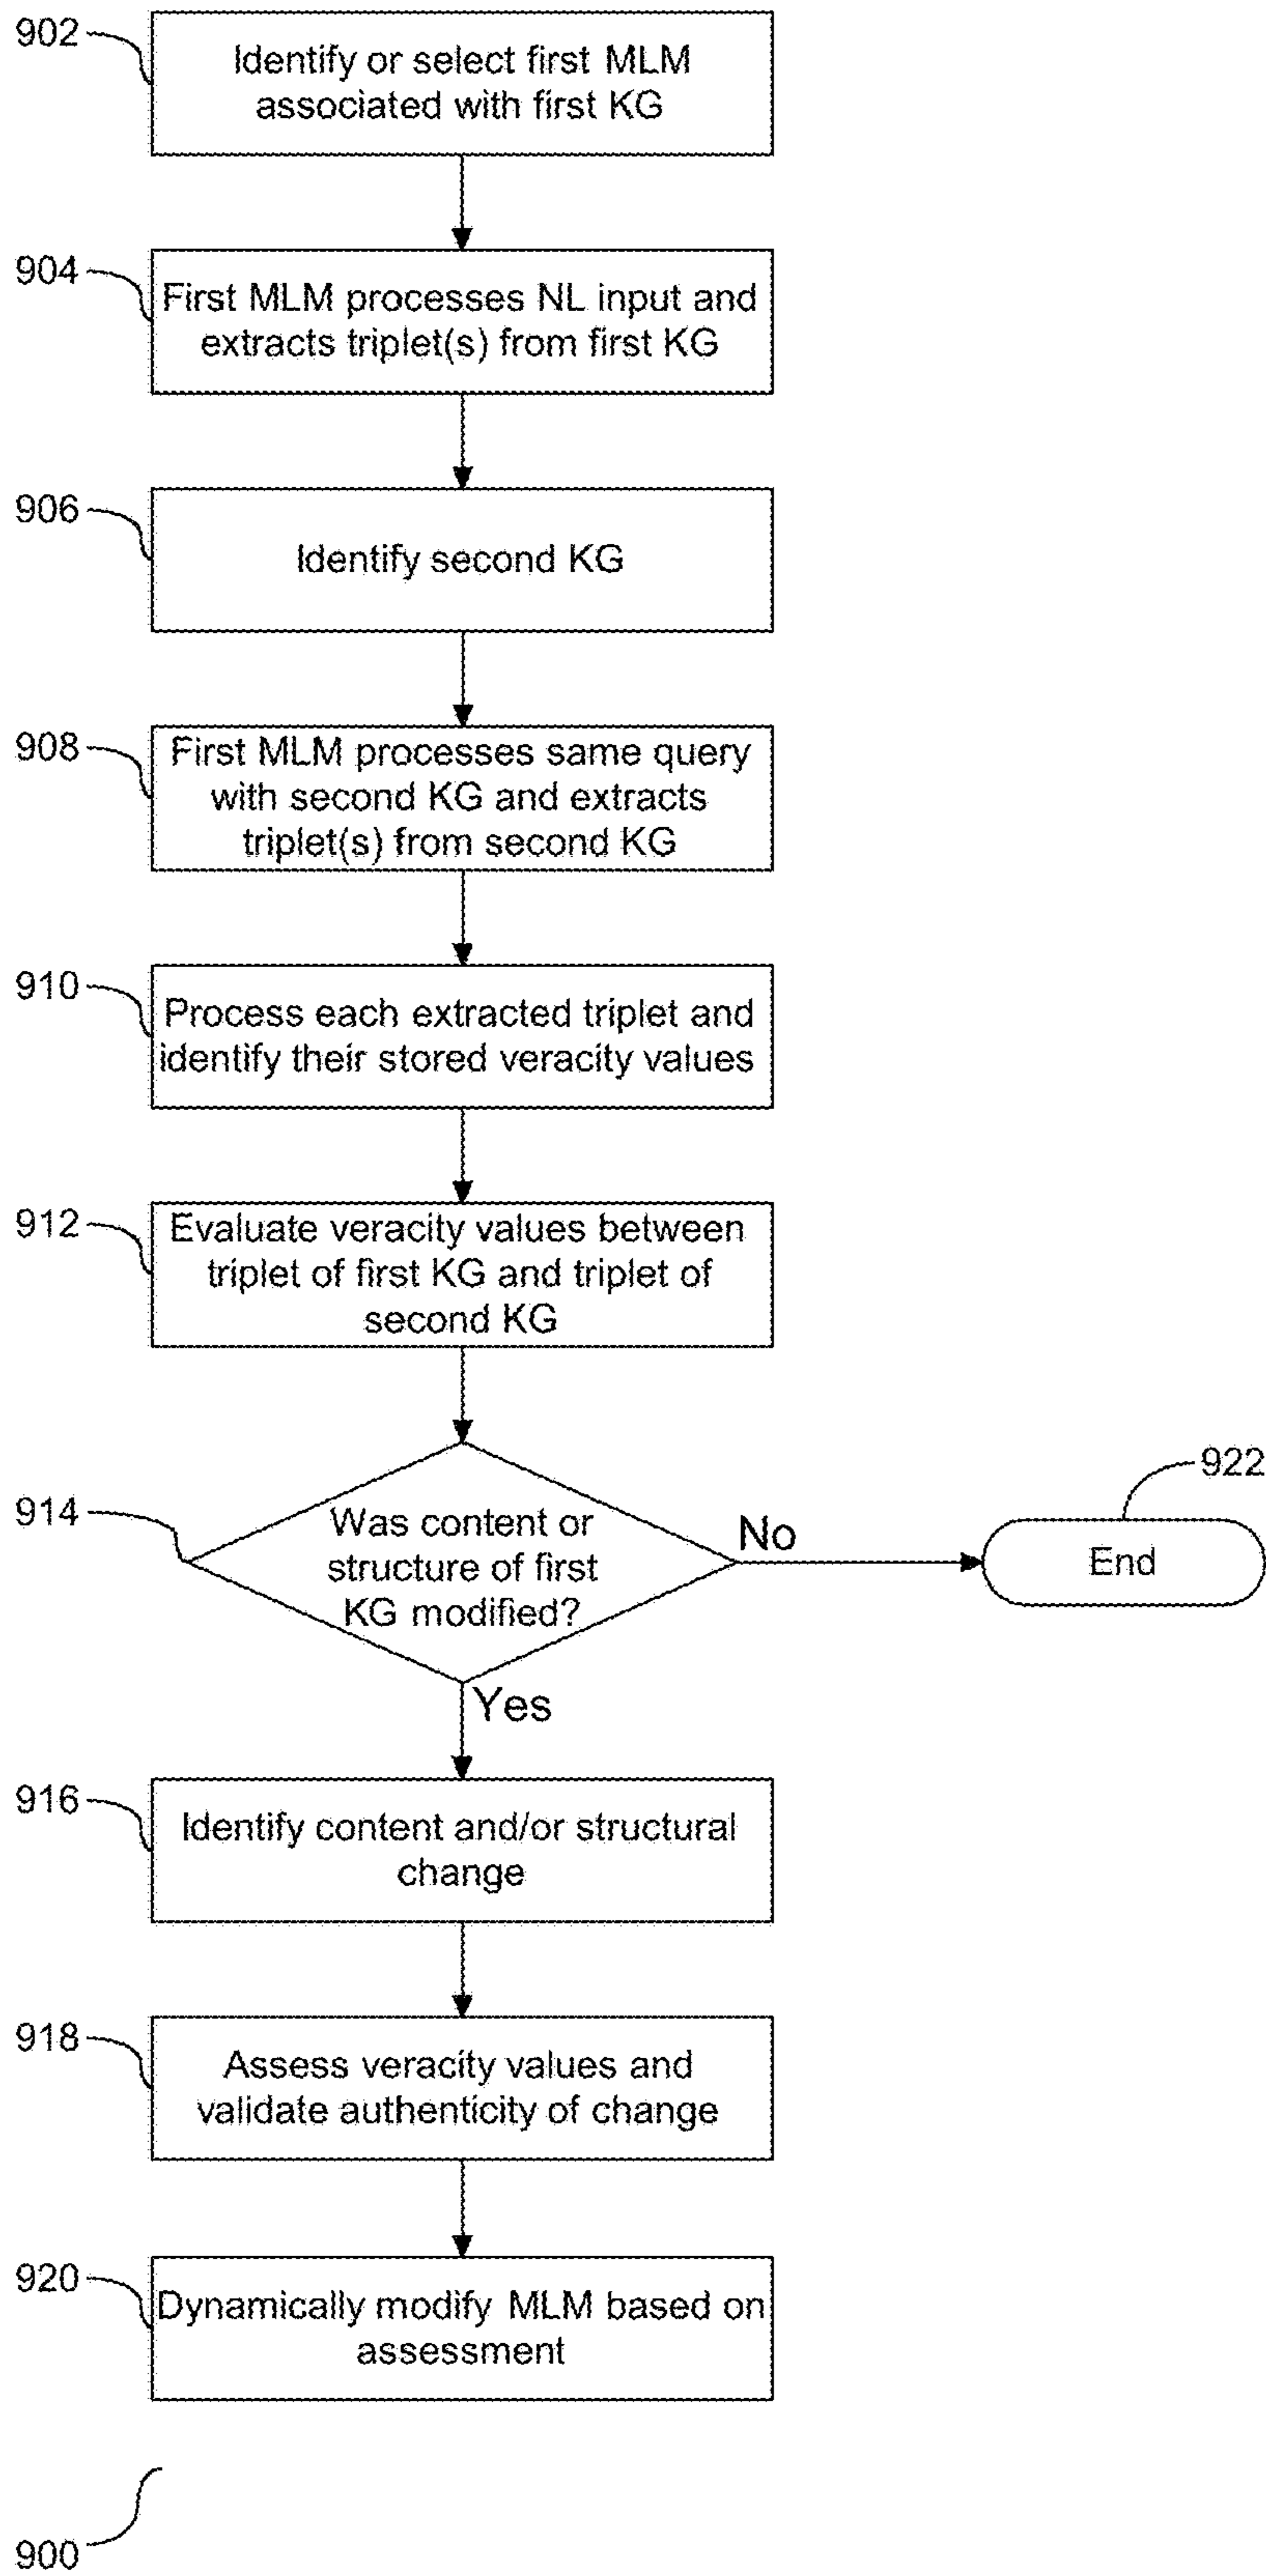 902
Identify or select first MLM
associated with first KG
904
First MLM processes NL input and
extracts triplet(s) from first KG
906
Identify second KG
908
First MLM processes same query
with second KG and extracts
triplet(s) from second KG
910
Process each extracted triplet and
identify their stored veracity values
912
Evaluate veracity values between
triplet of first KG and triplet of
second KG
914
Was content or
structure of first
KG modified?
No
922
End
Yes
916
Identify content and/or structural
change
918
Assess veracity values and
validate authenticity of change
920
Dynamically modify MLM based on
assessment
900